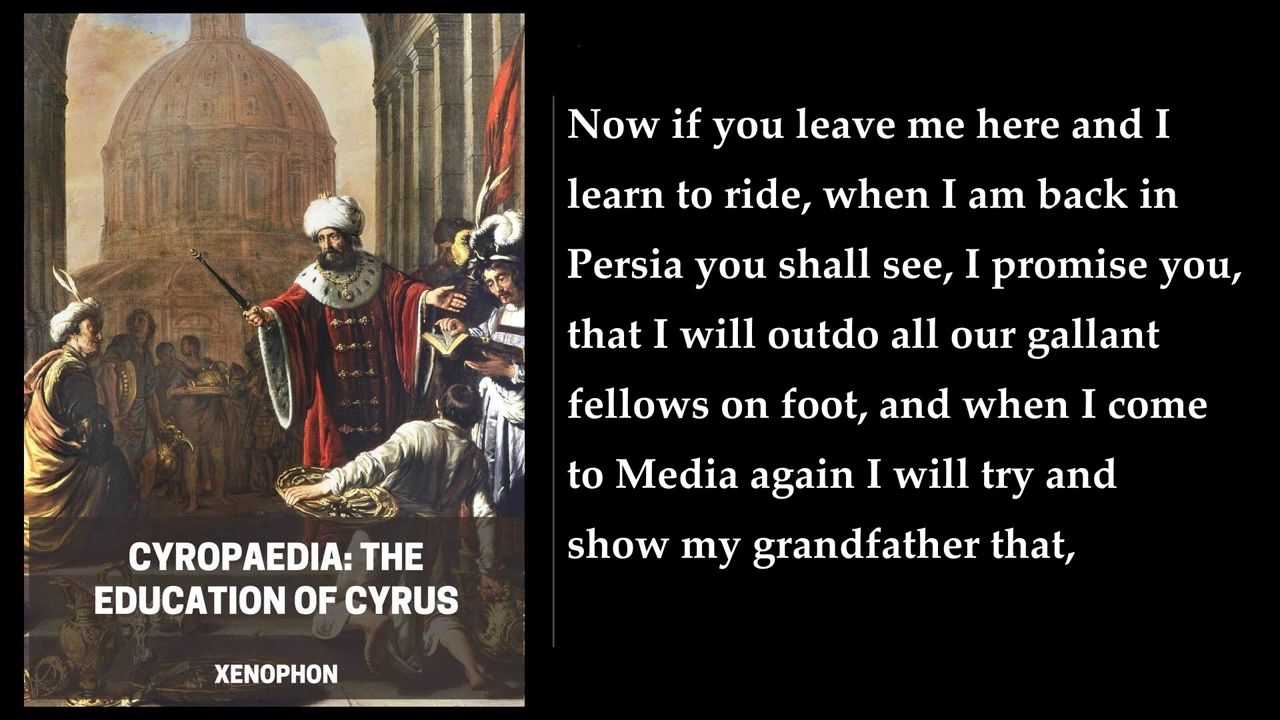 CYROPAEDIA: THE
EDUCATION OF CYRUS
XENOPHON
Now if you leave me here and I
learn to ride, when I am back in
Persia you shall see, I promise you,
that I will outdo all our gallant
fellows on foot, and when I come
to Media again I will try and
show my grandfather that,